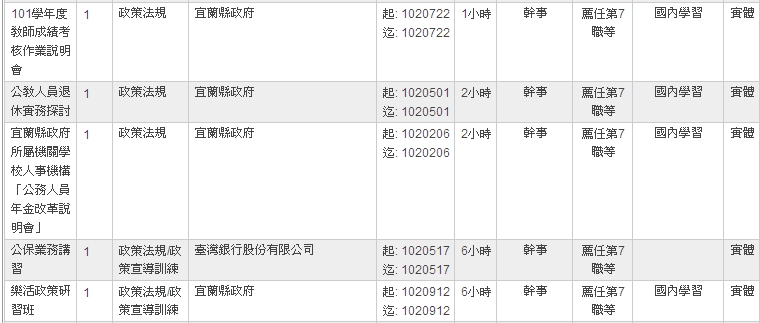 101學年度 1 政策法規 宜蘭縣政府 起: 1020722 1小時 幹事 薦任第7 國內學習 實體
教師成績考 迄: 1020722 職等
核作業說明
會
公教人員退 1 政策法規 宜蘭縣政府 起: 1020501 2小時 幹事 薦任第7 國內學習 實體
休實務探討 迄: 1020501 職等
宜蘭縣政府 1 政策法規 宜蘭縣政府 起: 1020206 2小時 幹事 薦任第7 國內學習 實體
所屬機關學 迄: 1020206 職等
校人事機構
「公務人員
年金改革說
明會」
公保業務講 1 政策法規/政 臺灣銀行股份有限公司 起: 1020517 6小時 幹事 薦任第7 實體
習 策宣導訓練 迄: 1020517 職等
樂活政策研 1 政策法規/政 宜蘭縣政府 起: 1020912 6小時 幹事 薦任第7 國內學習 實體
習班 策宣導訓練 迄: 1020912 職等